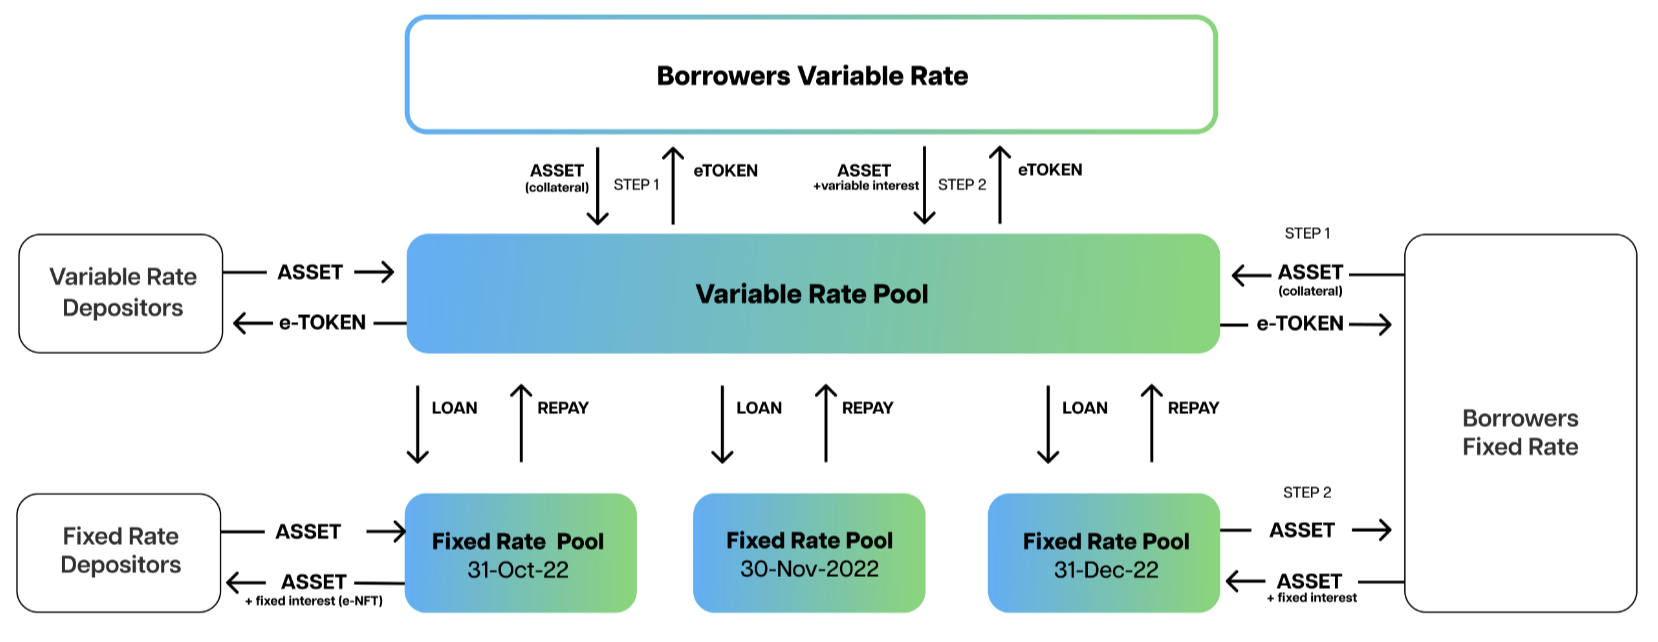 Borrowers Variable Rate
ASSET
(collateral)
STEP 1
eTOKEN
ASSET
+variable interest
STEP 2
eTOKEN
Variable Rate
Depositors
ASSET
e-TOKEN
Variable Rate Pool
STEP 1
ASSET
(collateral)
e-TOKEN
LOAN
REPAY
LOAN
REPAY
LOAN
REPAY
Borrowers
Fixed Rate
Fixed Rate
Depositors
ASSET
ASSET
+ fixed interest (e-NFT)
Fixed Rate Pool
31-Oct-22
Fixed Rate Pool
30-Nov-2022
Fixed Rate Pool
31-Dec-22
STEP 2
ASSET
ASSET
+ fixed interest